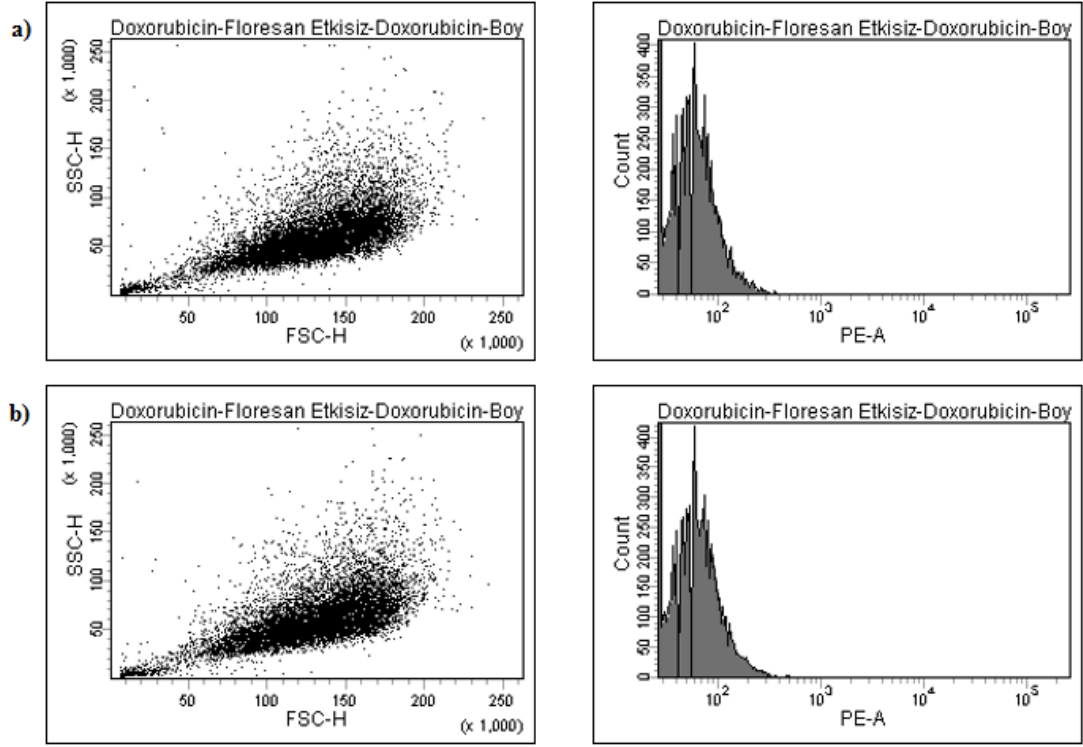 a)
Doxorubicin-Floresan Etkisiz-Doxorubicin-Boy
SSC-H
(x 1,000)
250
200
150
100
50
50 100 150 200 250
FSC-H
(x 1,000)
Doxorubicin-Floresan Etkisiz-Doxorubicin-Boy
Count
400
350
300
250
200
150
100
50
0
10² 10³ 10⁴ 10⁵
PE-A
b)
Doxorubicin-Floresan Etkisiz-Doxorubicin-Boy
SSC-H
(x 1,000)
250
200
150
100
50
50 100 150 200 250
FSC-H
(x 1,000)
Doxorubicin-Floresan Etkisiz-Doxorubicin-Boy
Count
400
350
300
250
200
150
100
50
0
10² 10³ 10⁴ 10⁵
PE-A